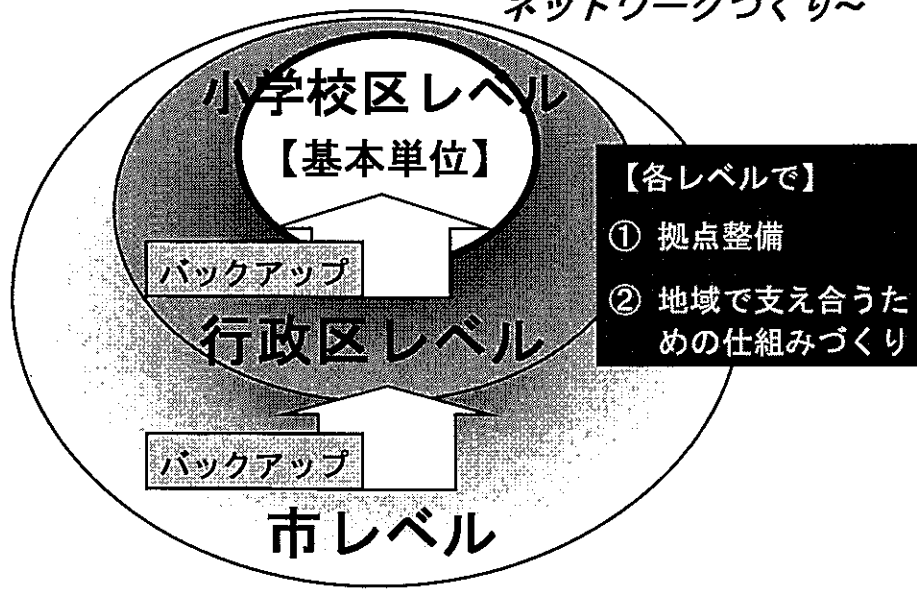 ネットワークづくり~
小学校区レベル
【基本単位】
【各レベルで】
① 拠点整備
② 地域で支え合うた
めの仕組みづくり
バックアップ
行政区レベル
バックアップ
市レベル